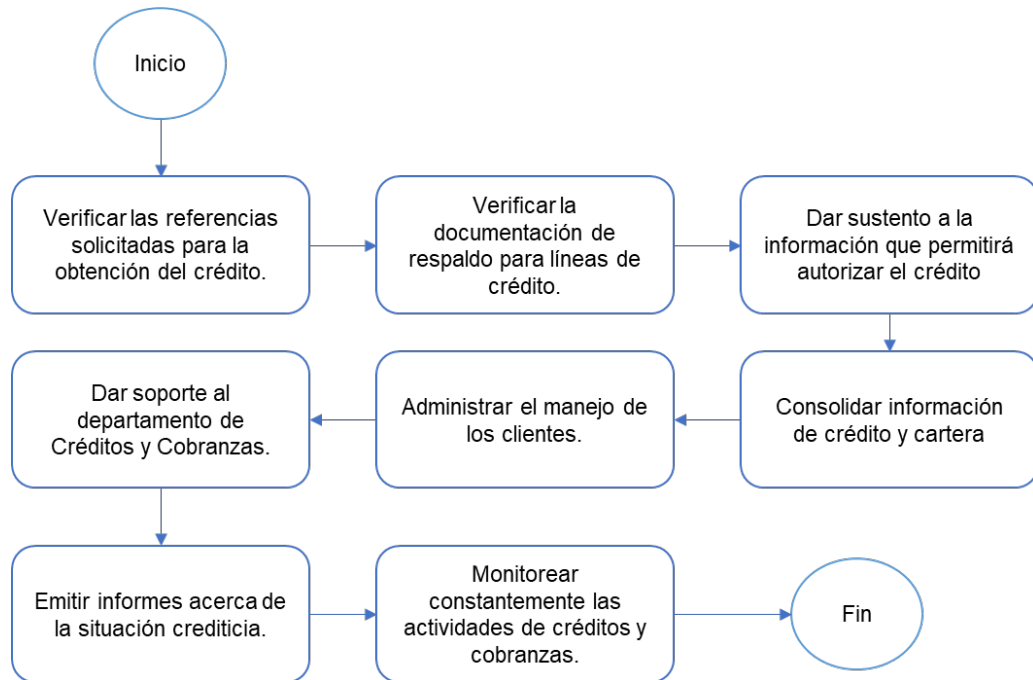 Inicio
Verificar las referencias
solicitadas para la
obtención del crédito.
Verificar la
documentación de
respaldo para líneas de
crédito.
Dar sustento a la
información que permitirá
autorizar el crédito
Consolidar información
de crédito y cartera
Administrar el manejo de
los clientes.
Dar soporte al
departamento de
Créditos y Cobranzas.
Emitir informes acerca de
la situación crediticia.
Monitorear
constantemente las
actividades de créditos y
cobranzas.
Fin